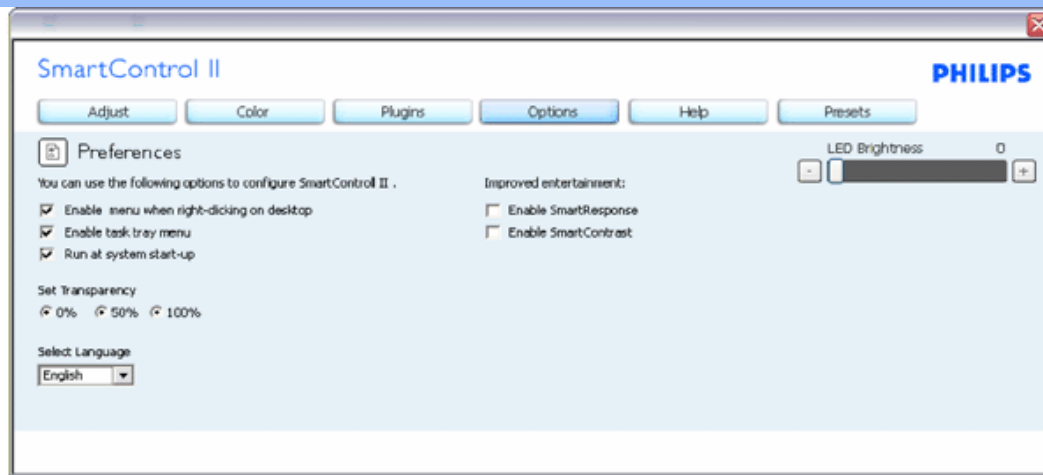 SmartControl II
PHILIPS
Adjust Color Plugins Options Help Presets
Preferences
LED Brightness 0
- +
You can use the following options to configure SmartControl II .
Improved entertainment:
Enable menu when right-clicking on desktop
Enable SmartResponse
Enable task tray menu
Enable SmartContrast
Run at system start-up
Set Transparency
0% 50% 100%
Select Language
English